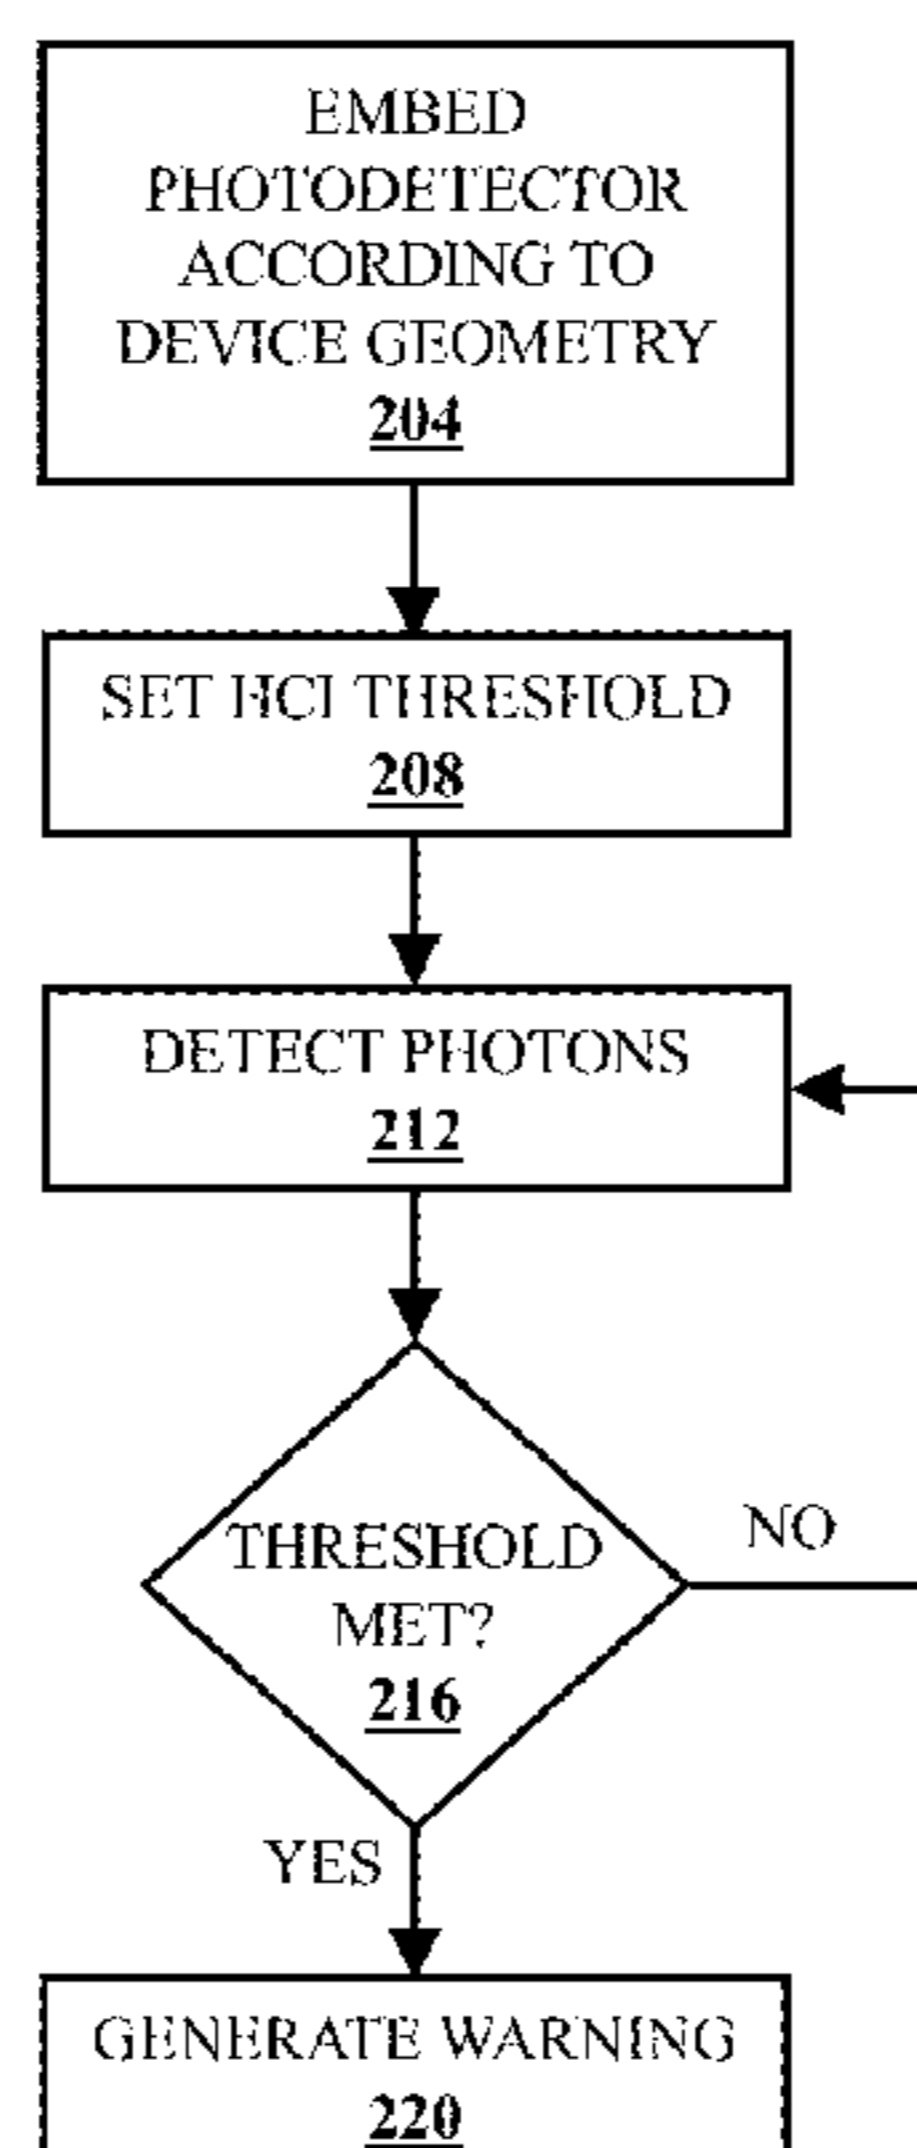 EMBED
PHOTODETECTOR
ACCORDING TO
DEVICE GEOMETRY
204
SET HCI THRESHOLD
208
DETECT PHOTONS
212
THRESHOLD
MET?
216
NO
YES
GENERATE WARNING
220